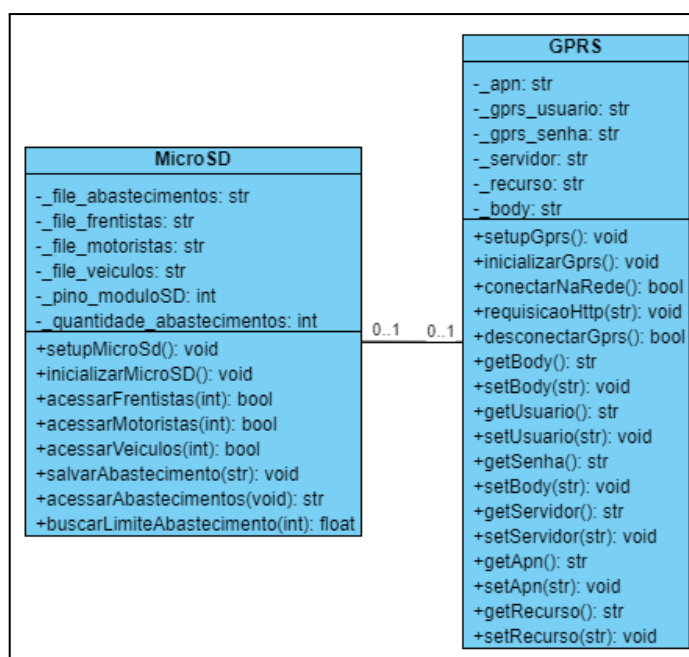 MicroSD
-_file_abastecimentos: str
-_file_frentistas: str
-_file_motoristas: str
-_file_veiculos: str
-_pino_moduloSD: int
-_quantidade_abastecimentos: int
+setupMicroSd(): void
+inicializarMicroSD(): void
+acessarFrentistas(int): bool
+acessarMotoristas(int): bool
+acessarVeiculos(int): bool
+salvarAbastecimento(str): void
+acessarAbastecimentos(void): str
+buscarLimiteAbastecimento(int): float
0..1 0..1
GPRS
-_apn: str
-_gprs_usuario: str
-_gprs_senha: str
-_servidor: str
-_recurso: str
-_body: str
+setupGprs(): void
+inicializarGprs(): void
+conectarNaRede(): bool
+requisicaoHttp(str): void
+desconectarGprs(): bool
+getBody(): str
+setBody(str): void
+getUsuario(): str
+setUsuario(str): void
+getSenha(): str
+setBody(str): void
+getServidor(): str
+setServidor(str): void
+getApn(): str
+setApn(str): void
+getRecurso(): str
+setRecurso(str): void